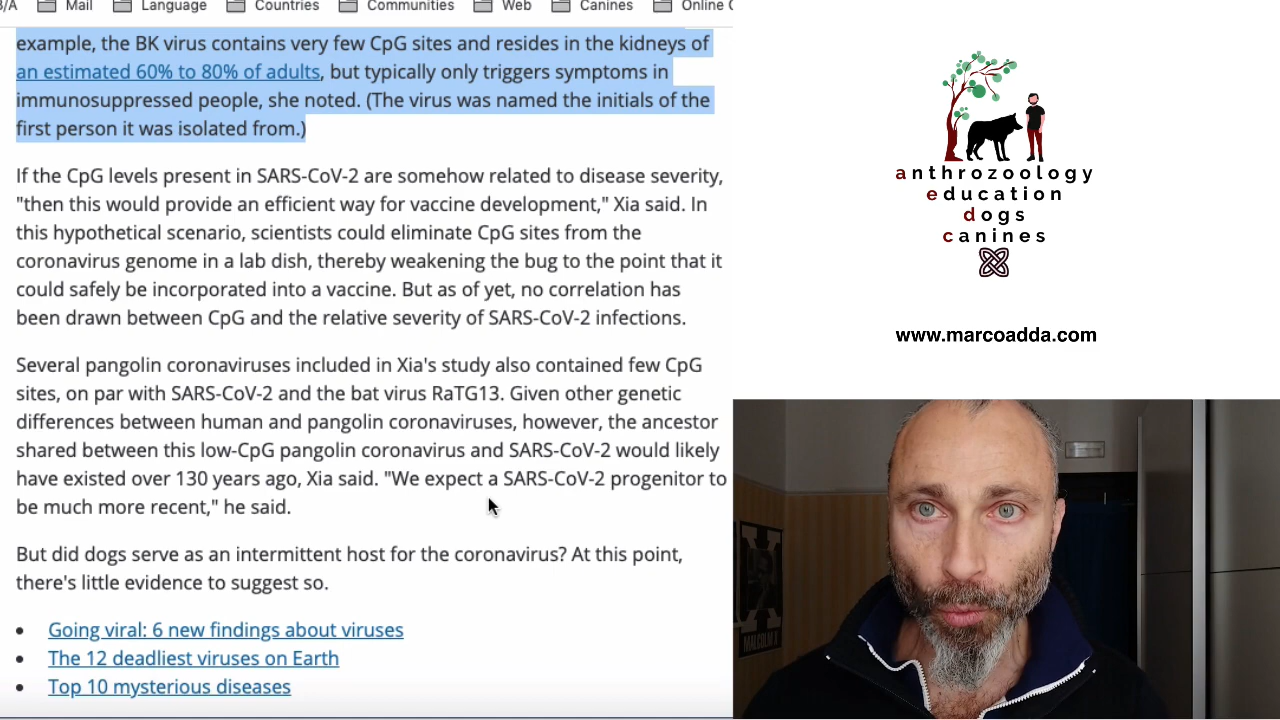 B/A Mail Language Countries Communities Web Canines Online
example, the BK virus contains very few CpG sites and resides in the kidneys of
an estimated 60% to 80% of adults, but typically only triggers symptoms in
immunosuppressed people, she noted. (The virus was named the initials of the
first person it was isolated from.)
If the CpG levels present in SARS-CoV-2 are somehow related to disease severity,
"then this would provide an efficient way for vaccine development," Xia said. In
this hypothetical scenario, scientists could eliminate CpG sites from the
coronavirus genome in a lab dish, thereby weakening the bug to the point that it
could safely be incorporated into a vaccine. But as of yet, no correlation has
been drawn between CpG and the relative severity of SARS-CoV-2 infections.
Several pangolin coronaviruses included in Xia's study also contained few CpG
sites, on par with SARS-CoV-2 and the bat virus RaTG13. Given other genetic
differences between human and pangolin coronaviruses, however, the ancestor
shared between this low-CpG pangolin coronavirus and SARS-CoV-2 would likely
have existed over 130 years ago, Xia said. "We expect a SARS-CoV-2 progenitor to
be much more recent," he said.
But did dogs serve as an intermittent host for the coronavirus? At this point,
there's little evidence to suggest so.
• Going viral: 6 new findings about viruses
• The 12 deadliest viruses on Earth
• Top 10 mysterious diseases
anthrozoology
education
dogs
canines
www.marcoadda.com
MALCOLM X